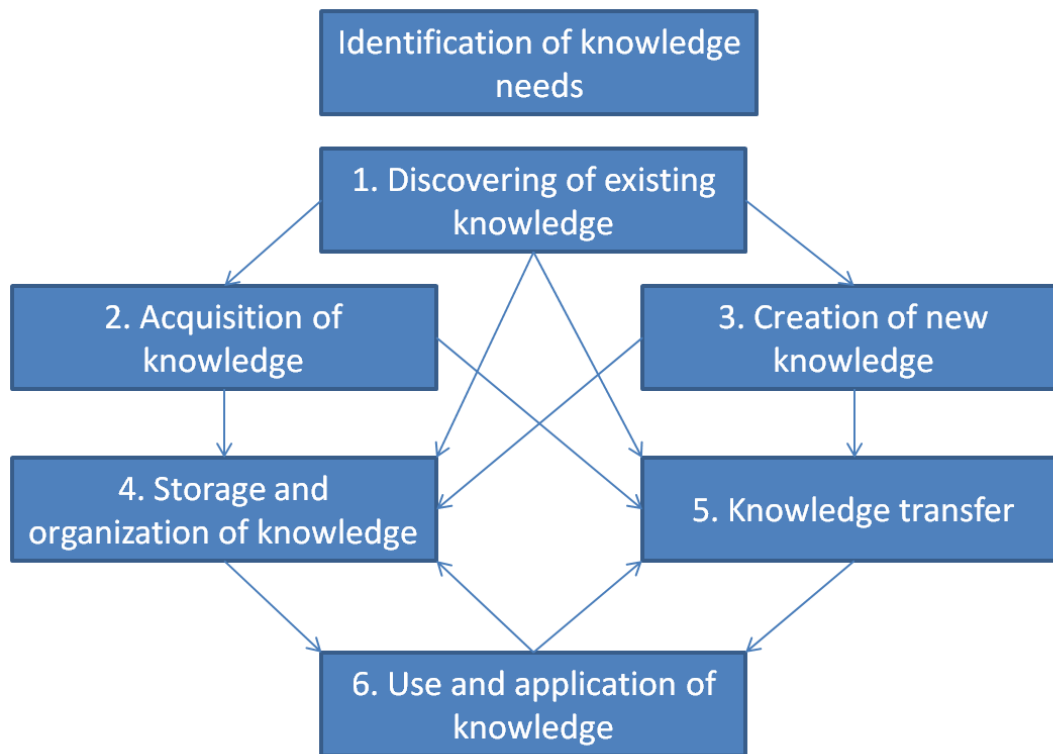 Identification of knowledge
needs
1. Discovering of existing
knowledge
2. Acquisition of
knowledge
3. Creation of new
knowledge
4. Storage and
organization of knowledge
5. Knowledge transfer
6. Use and application of
knowledge